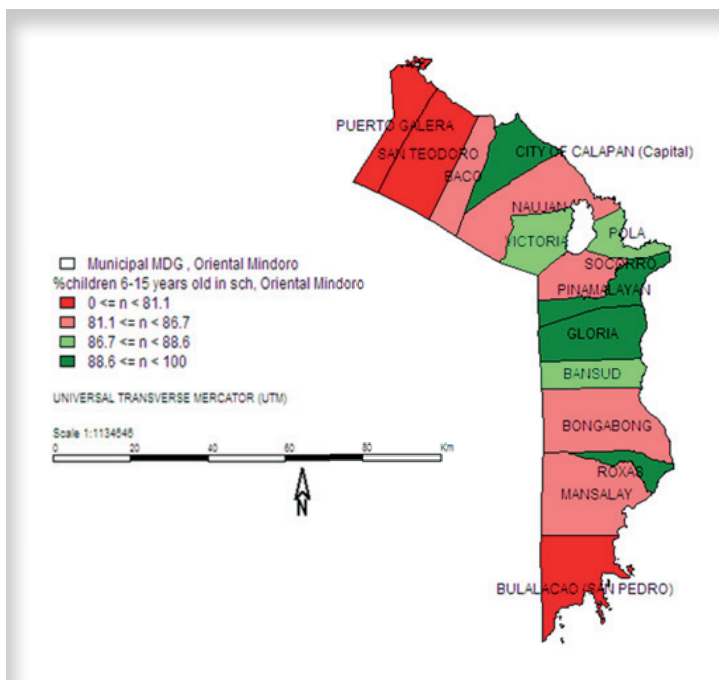 PUERTO GALERA
SAN TEODORO
BACO
CITY OF CALAPAN (Capital)
NAUJAN
VICTORIA
POLA
SOCORRO
PINAMALAYAN
GLORIA
BANSUD
BONGABONG
ROXAS
MANSALAY
BULALACAO (SAN PEDRO)
Municipal MDG , Oriental Mindoro
%children 6-15 years old in sch, Oriental Mindoro
0 <= n < 81.1
81.1 <= n < 86.7
86.7 <= n < 88.6
88.6 <= n < 100
UNIVERSAL TRANSVERSE MERCATOR (UTM)
Scale 1:1134646
0 20 40 60 80 Km
N